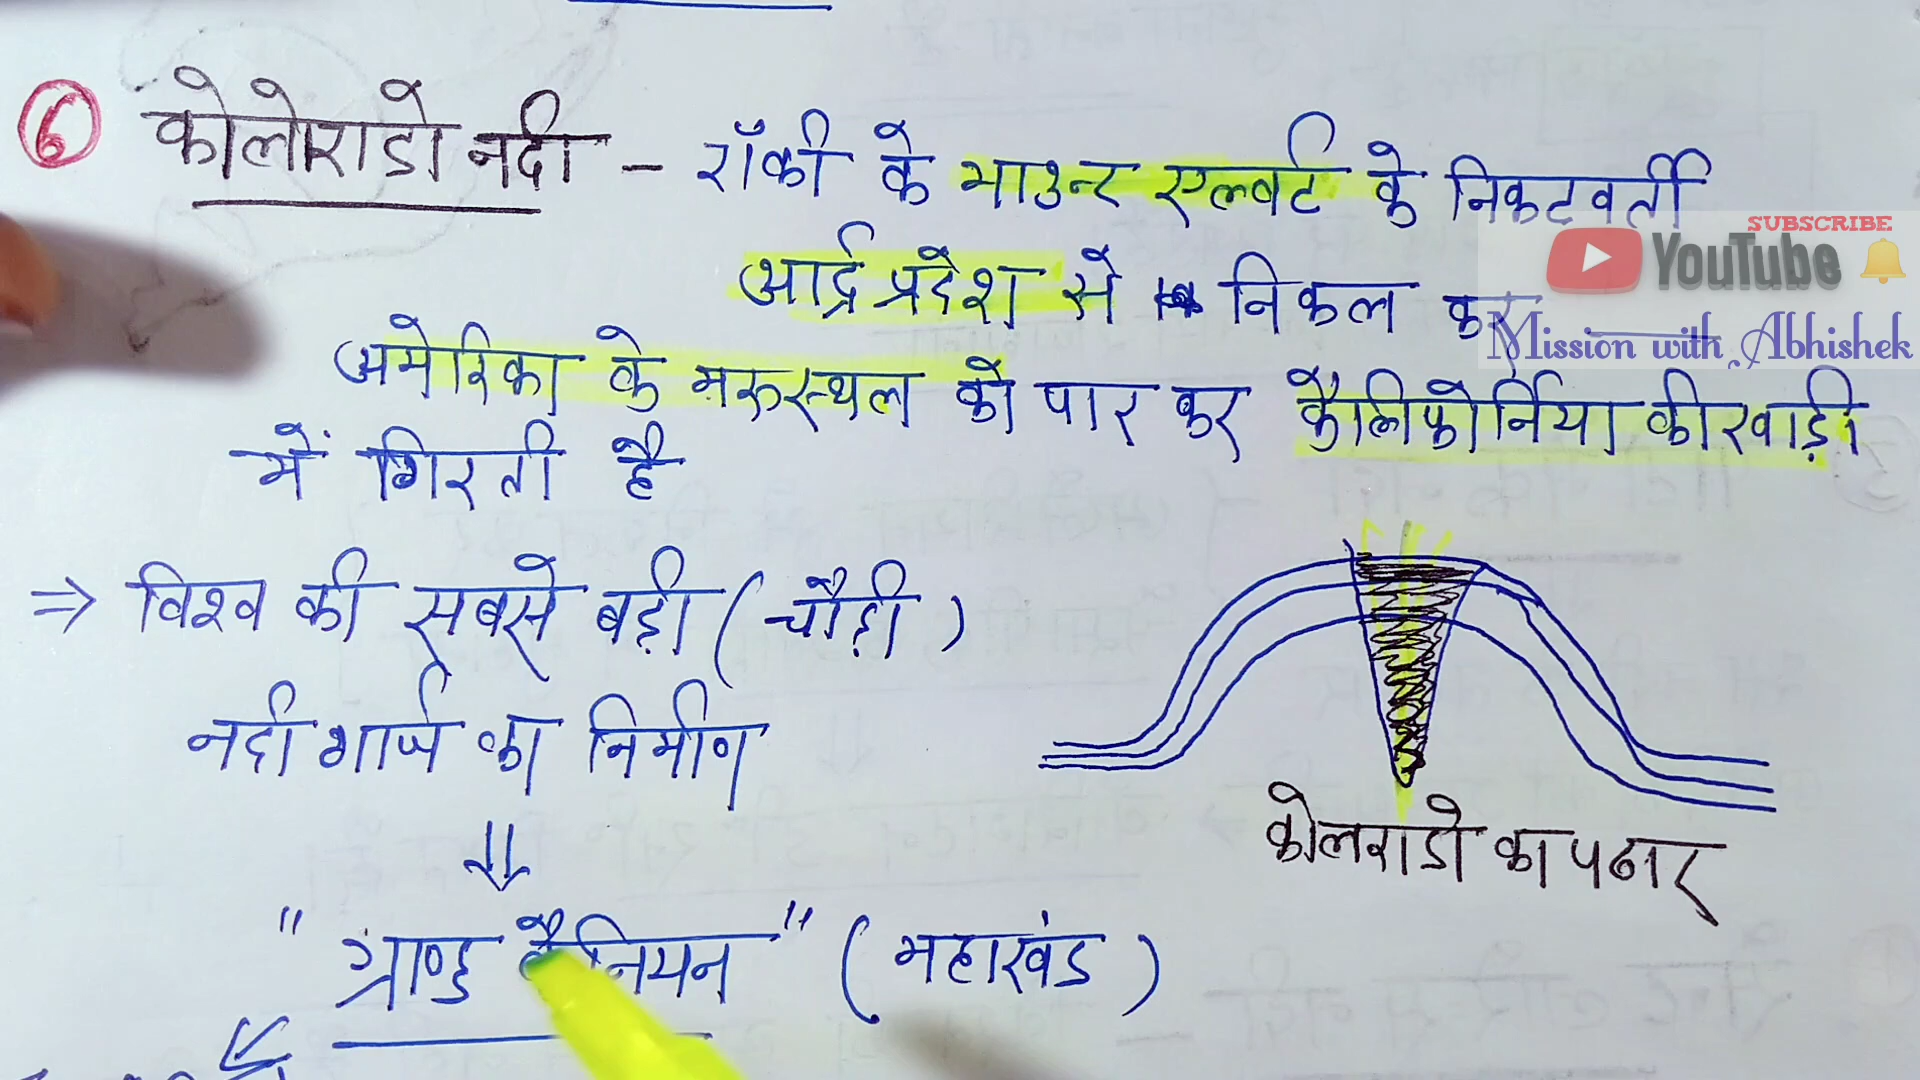 6 कोलोराडो नदी - रॉकी के माउन्ट एल्बर्ट के निकटवर्ती
आर्द्र प्रदेश से निकल कर
अमेरिका के मरुस्थल को पार कर कैलिफोर्निया की खाड़ी
में गिरती है
⇒ विश्व की सबसे बड़ी (चौड़ी)
नदी गार्ज का निर्माण
"ग्राण्ड कैनियन" (महाखंड)
कोलराडो का पठार
SUBSCRIBE
YouTube
Mission with Abhishek